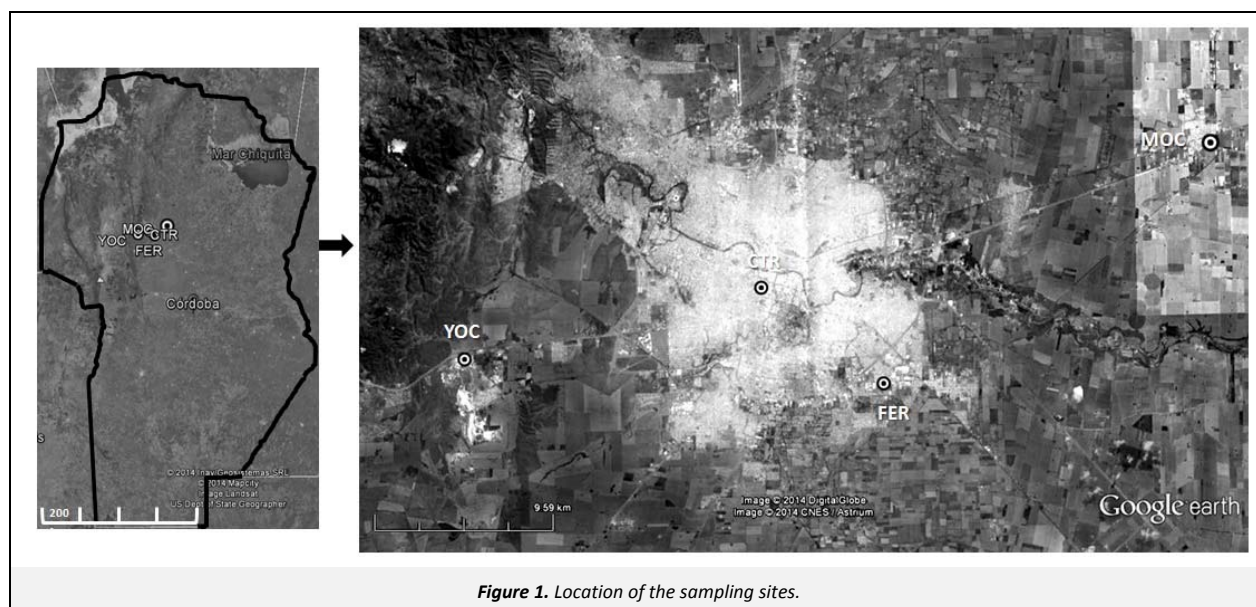 Mar Chiquita
MOC
CTR
YOC
FER
Córdoba
s
© 2014 Inav Geosistemas SRL
© 2014 Mapcity
Image Landsat
US Dept of State Geographer
200
MOC
CTR
YOC
FER
9.59 km
Image © 2014 DigitalGlobe
Image © 2014 CNES / Astrium
Google earth
Figure 1. Location of the sampling sites.